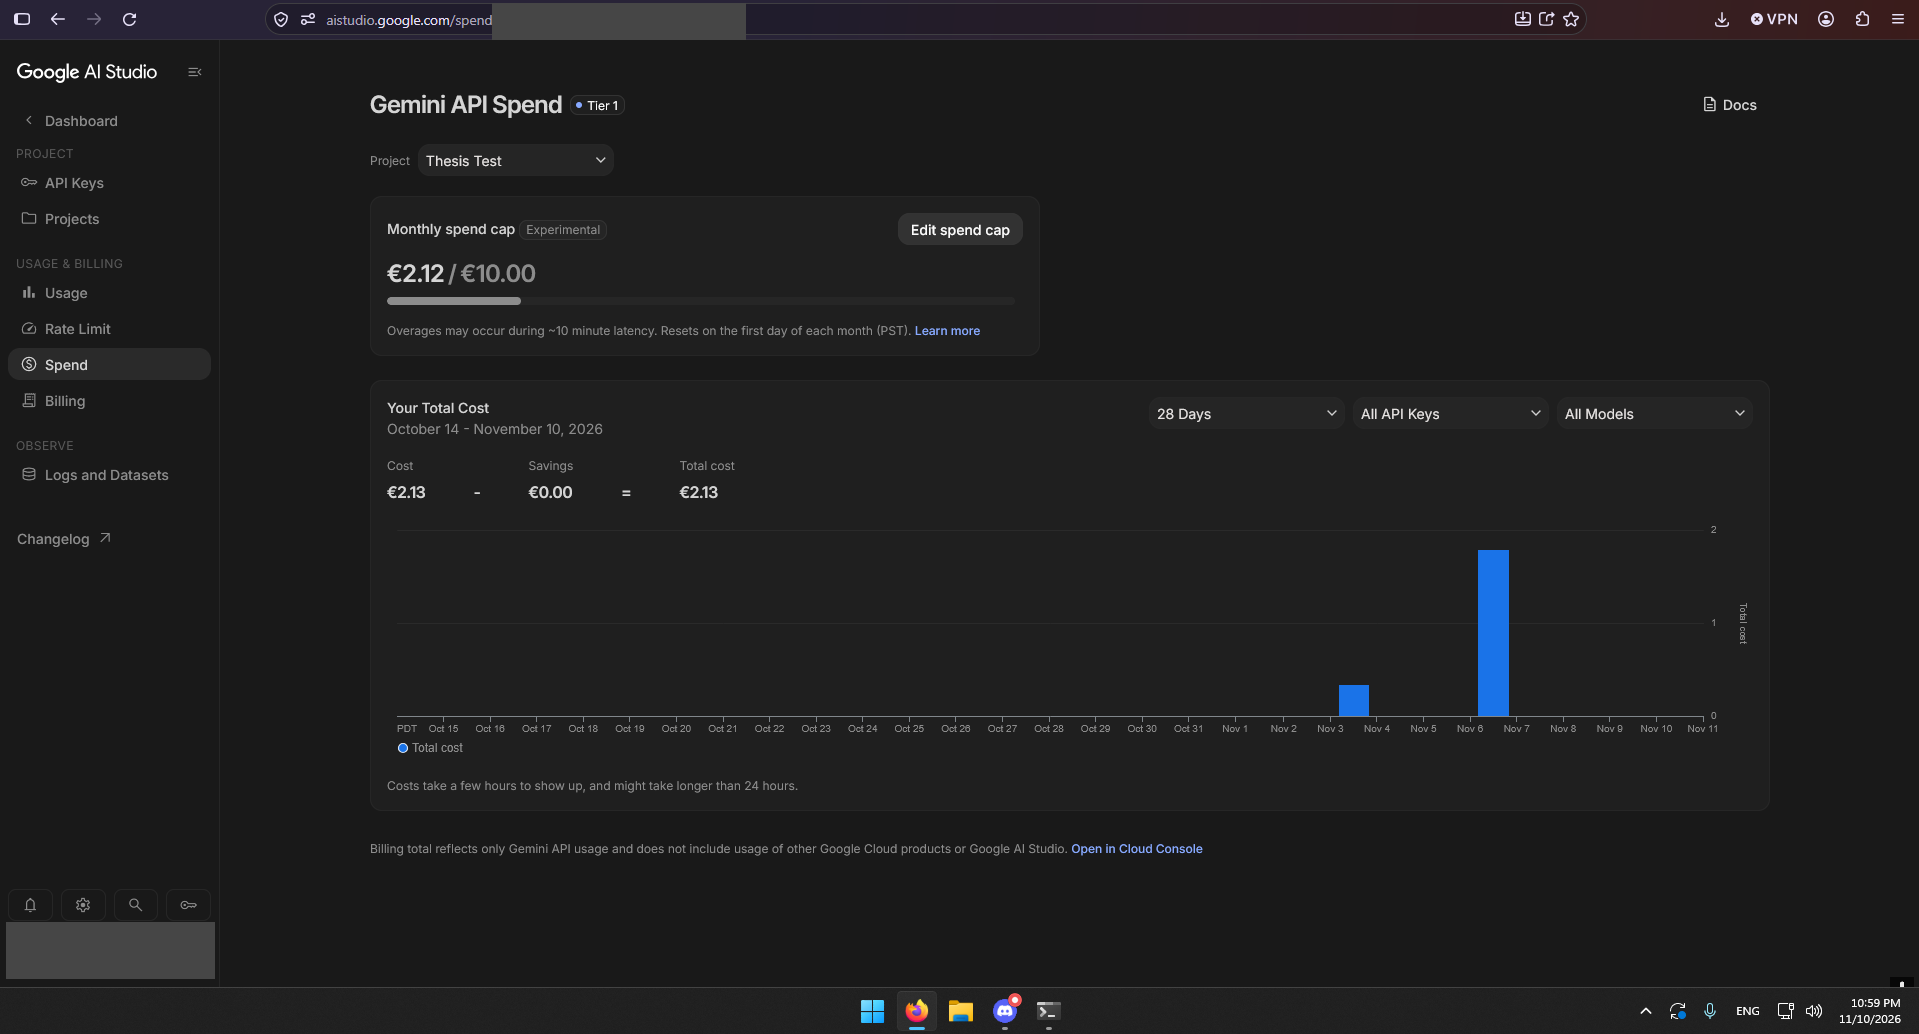 aistudio.google.com/spend
VPN
Google AI Studio
Dashboard
PROJECT
API Keys
Projects
USAGE & BILLING
Usage
Rate Limit
Spend
Billing
OBSERVE
Logs and Datasets
Changelog
Gemini API Spend Tier 1
Docs
Project Thesis Test
Monthly spend cap Experimental
Edit spend cap
€2.12 / €10.00
Overages may occur during ~10 minute latency. Resets on the first day of each month (PST). Learn more
Your Total Cost
October 14 - November 10, 2026
28 Days
All API Keys
All Models
Cost Savings Total cost
€2.13 - €0.00 = €2.13
2
1
0
Total cost
PDT Oct 15 Oct 16 Oct 17 Oct 18 Oct 19 Oct 20 Oct 21 Oct 22 Oct 23 Oct 24 Oct 25 Oct 26 Oct 27 Oct 28 Oct 29 Oct 30 Oct 31 Nov 1 Nov 2 Nov 3 Nov 4 Nov 5 Nov 6 Nov 7 Nov 8 Nov 9 Nov 10 Nov 11
Total cost
Costs take a few hours to show up, and might take longer than 24 hours.
Billing total reflects only Gemini API usage and does not include usage of other Google Cloud products or Google AI Studio. Open in Cloud Console
ENG
10:59 PM
11/10/2026